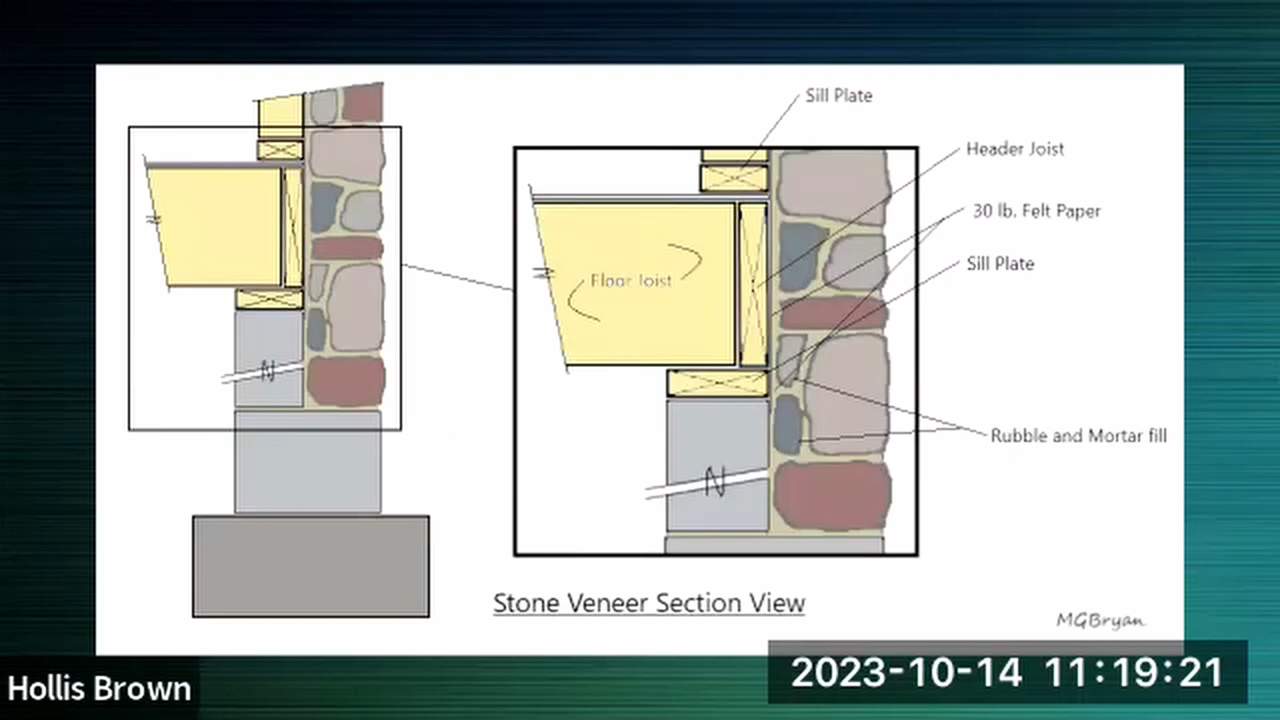 Sill Plate
Header Joist
30 lb. Felt Paper
Sill Plate
Floor Joist
N
N
Rubble and Mortar fill
Stone Veneer Section View
MGBryan
Hollis Brown
2023-10-14 11:19:21